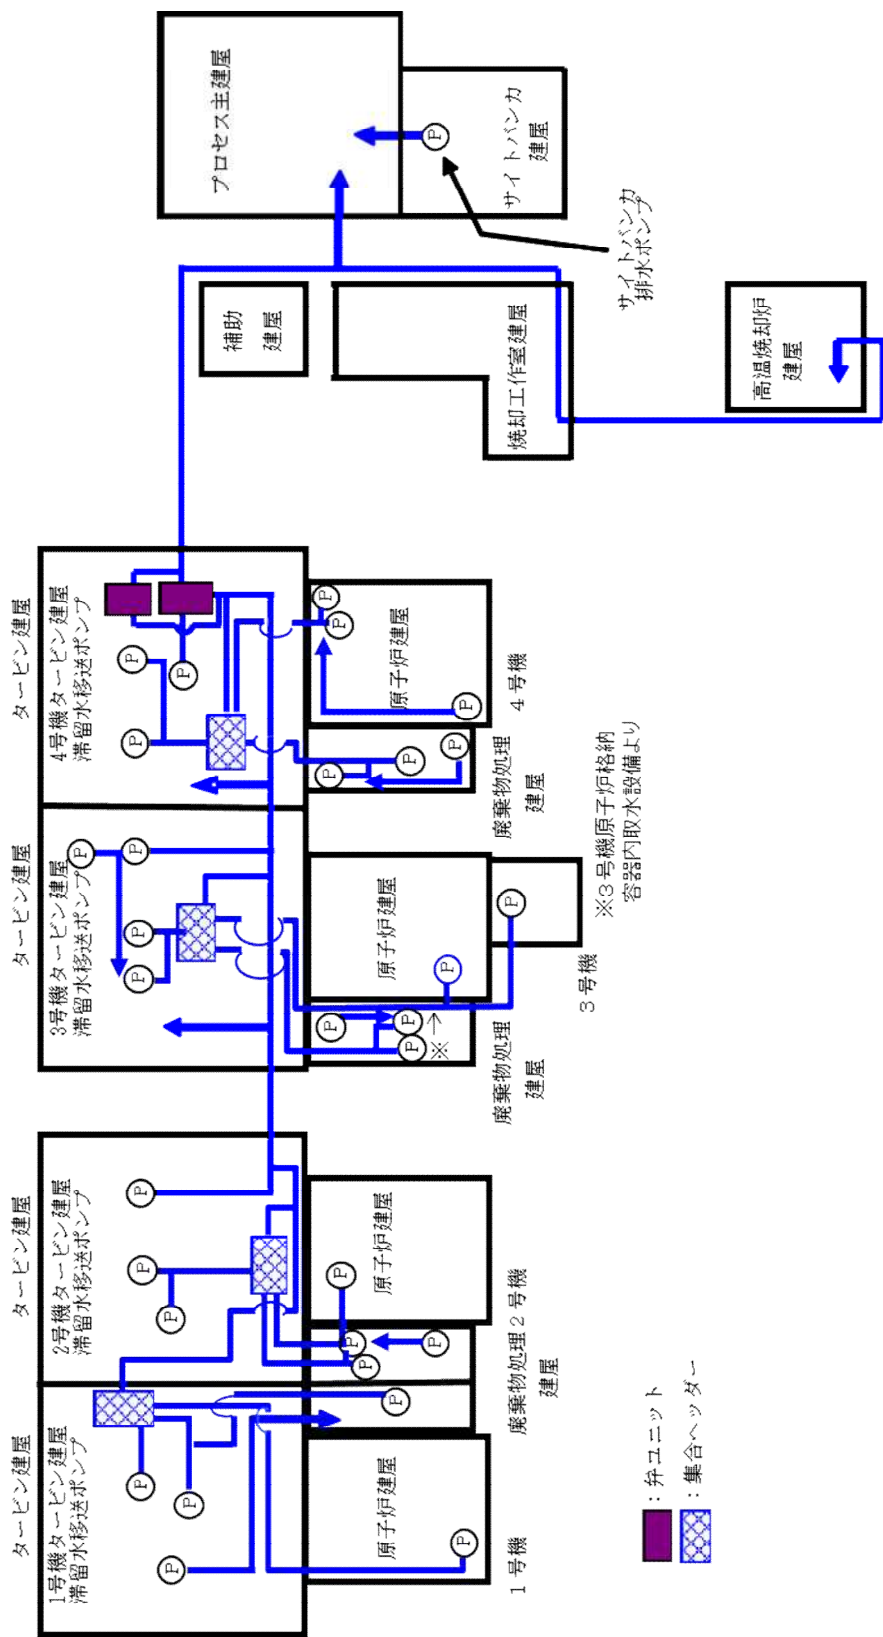 タービン建屋
1号機タービン建屋
滞留水移送ポンプ
P
P
P
原子炉建屋
P
1号機
P
タービン建屋
2号機タービン建屋
滞留水移送ポンプ
P
P
P
P
P
P
P
原子炉建屋
廃棄物処理
建屋
2号機
タービン建屋
3号機タービン建屋
滞留水移送ポンプ
P
P
P
P
P
P
P
※
→
P
原子炉建屋
P
廃棄物処理
建屋
3号機
※3号機原子炉格納
容器内取水設備より
タービン建屋
4号機タービン建屋
滞留水移送ポンプ
P
P
P
P
P
P
P
P
P
原子炉建屋
廃棄物処理
建屋
4号機
補助
建屋
焼却工作室建屋
プロセス主建屋
P
サイトバンカ
建屋
サイトバンカ
排水ポンプ
高温焼却炉
建屋
：弁ユニット
：集合ヘッダー